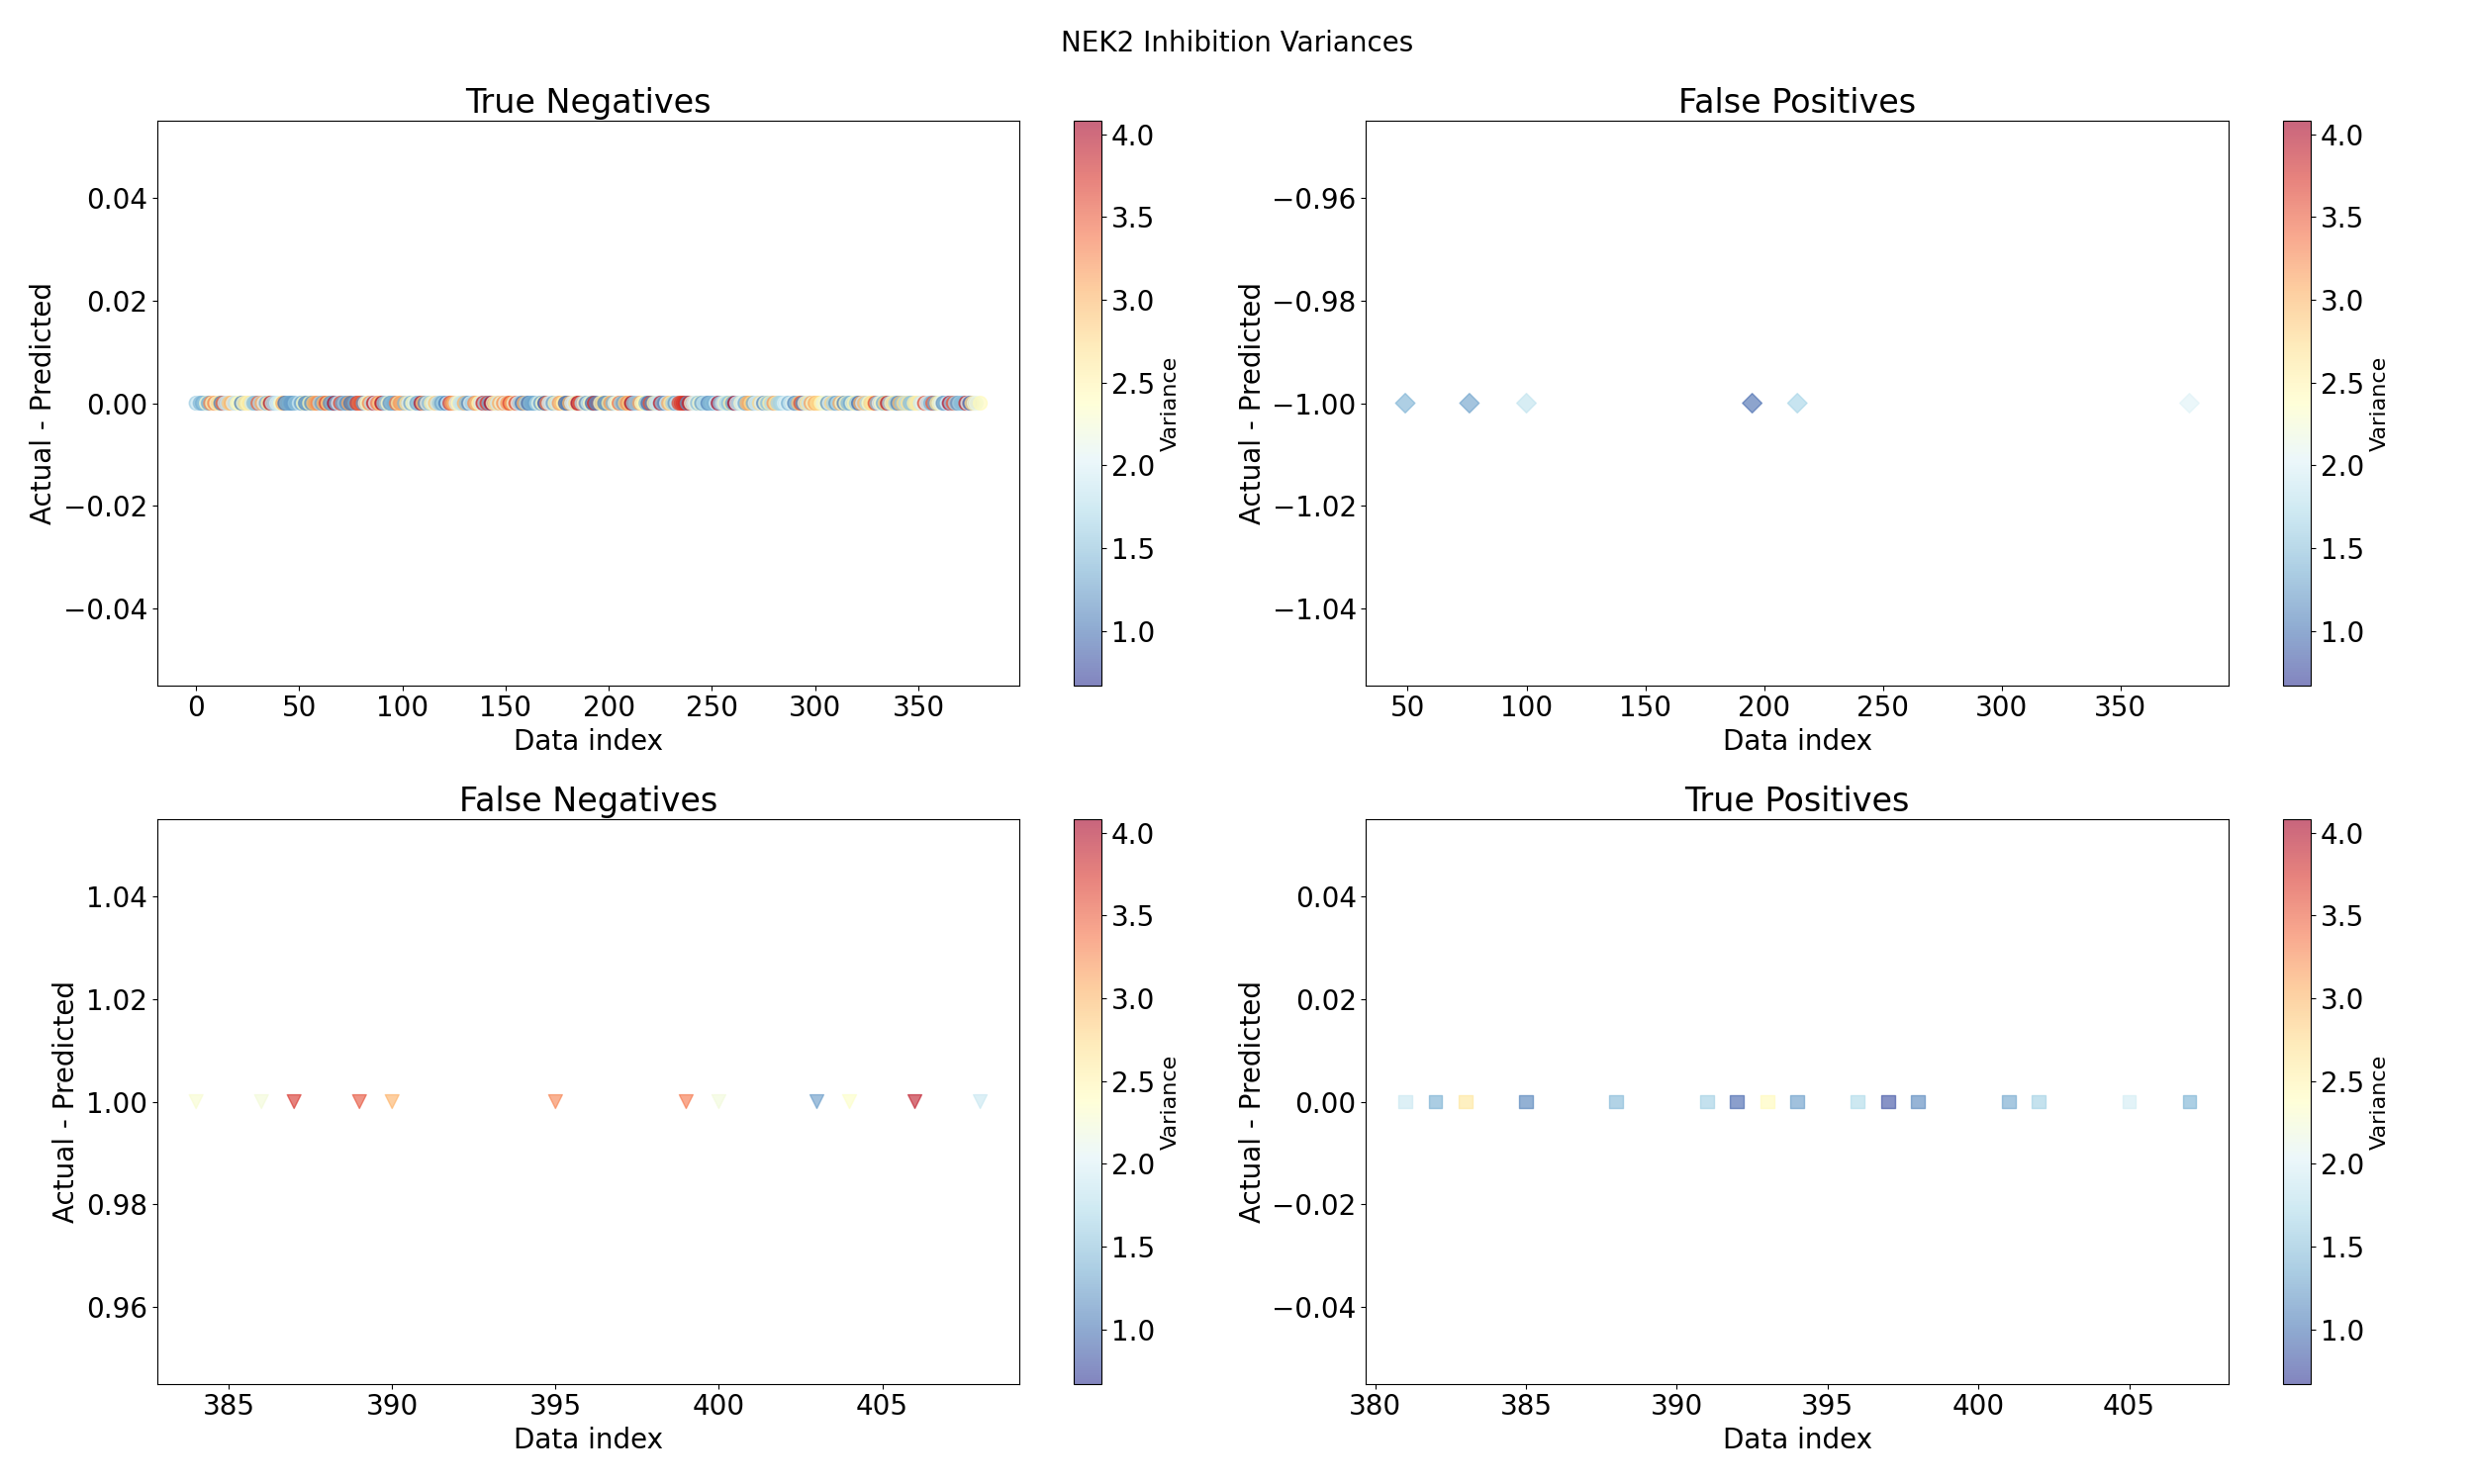 NEK2 Inhibition Variances
True Negatives
Actual - Predicted
0.04
0.02
0.00
−0.02
−0.04
0 50 100 150 200 250 300 350
Data index
4.0
3.5
3.0
2.5
2.0
1.5
1.0
Variance
False Positives
Actual - Predicted
−0.96
−0.98
−1.00
−1.02
−1.04
50 100 150 200 250 300 350
Data index
4.0
3.5
3.0
2.5
2.0
1.5
1.0
Variance
False Negatives
Actual - Predicted
1.04
1.02
1.00
0.98
0.96
385 390 395 400 405
Data index
4.0
3.5
3.0
2.5
2.0
1.5
1.0
Variance
True Positives
Actual - Predicted
0.04
0.02
0.00
−0.02
−0.04
380 385 390 395 400 405
Data index
4.0
3.5
3.0
2.5
2.0
1.5
1.0
Variance